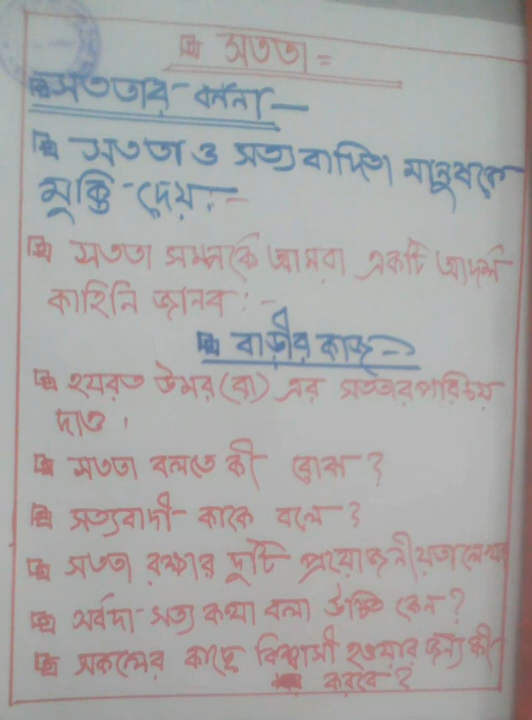 সততা =
সততার বর্ননা —
সততা ও সত্যবাদিতা মানুষকে
মুক্তি দেয়:-
সততা সম্পর্কে আমরা একটি আদর্শ
কাহিনি জানব :-
বাড়ীর কাজ->
হযরত উমর (রা) এর সততার পরিচয়
দাও।
সততা বলতে কী বোঝ ?
সত্যবাদী কাকে বলে ?
সততা রক্ষার দুটি প্রয়োজনীয়তা লেখ
সর্বদা সত্য কথা বলা উচিত কেন ?
সকলের কাছে বিশ্বাসী হওয়ার জন্য কী
করবে ?